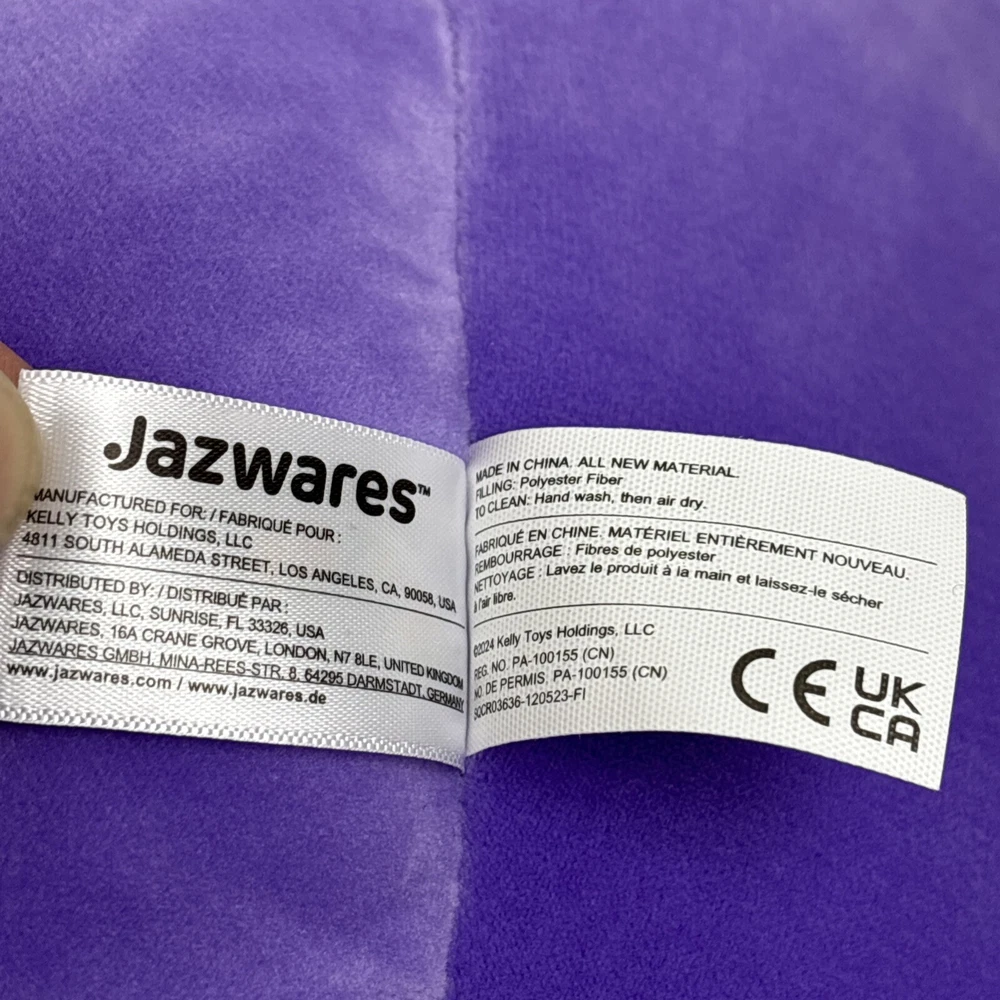 Jazwares™
MANUFACTURED FOR: / FABRIQUÉ POUR :
KELLY TOYS HOLDINGS, LLC
4811 SOUTH ALAMEDA STREET, LOS ANGELES, CA, 90058, USA
DISTRIBUTED BY: / DISTRIBUÉ PAR :
JAZWARES, LLC, SUNRISE, FL 33326, USA
JAZWARES, 16A CRANE GROVE, LONDON, N7 8LE, UNITED KINGDOM
JAZWARES GMBH, MINA-REES-STR. 8, 64295 DARMSTADT, GERMANY
www.jazwares.com / www.jazwares.de
MADE IN CHINA. ALL NEW MATERIAL.
FILLING: Polyester Fiber
TO CLEAN: Hand wash, then air dry.
FABRIQUÉ EN CHINE. MATÉRIEL ENTIÈREMENT NOUVEAU.
REMBOURRAGE : Fibres de polyester
NETTOYAGE : Lavez le produit à la main et laissez-le sécher
à l'air libre.
©2024 Kelly Toys Holdings, LLC
REG. NO. PA-100155 (CN)
NO. DE PERMIS. PA-100155 (CN)
SQCR03636-120523-FI
CE
UK
CA